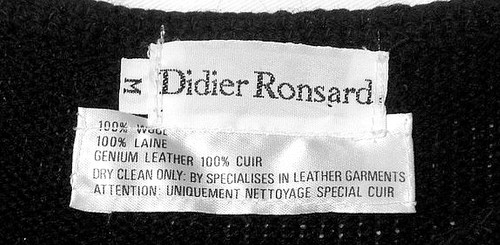 M
Didier Ronsard
100% WOOL
100% LAINE
GENIUM LEATHER 100% CUIR
DRY CLEAN ONLY: BY SPECIALISES IN LEATHER GARMENTS
ATTENTION: UNIQUEMENT NETTOYAGE SPECIAL CUIR